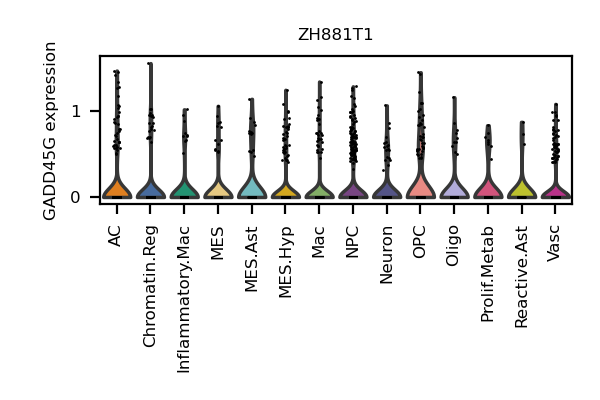 ZH881T1
GADD45G expression
1
0
AC
Chromatin.Reg
Inflammatory.Mac
MES
MES.Ast
MES.Hyp
Mac
NPC
Neuron
OPC
Oligo
Prolif.Metab
Reactive.Ast
Vasc